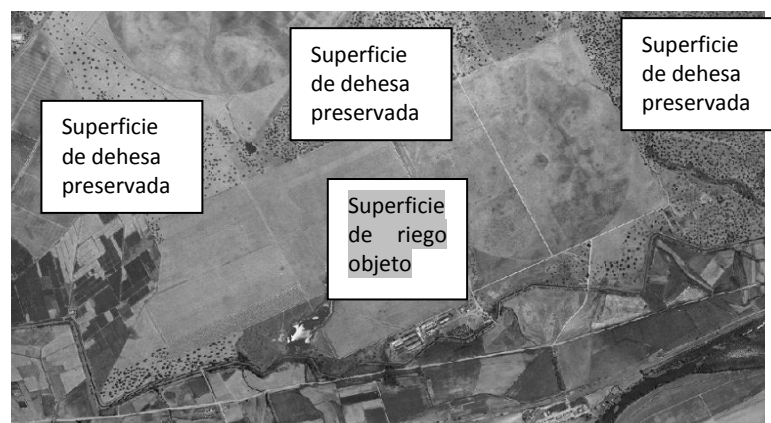 Superficie
de dehesa
preservada
Superficie
de dehesa
preservada
Superficie
de dehesa
preservada
Superficie
de riego
objeto